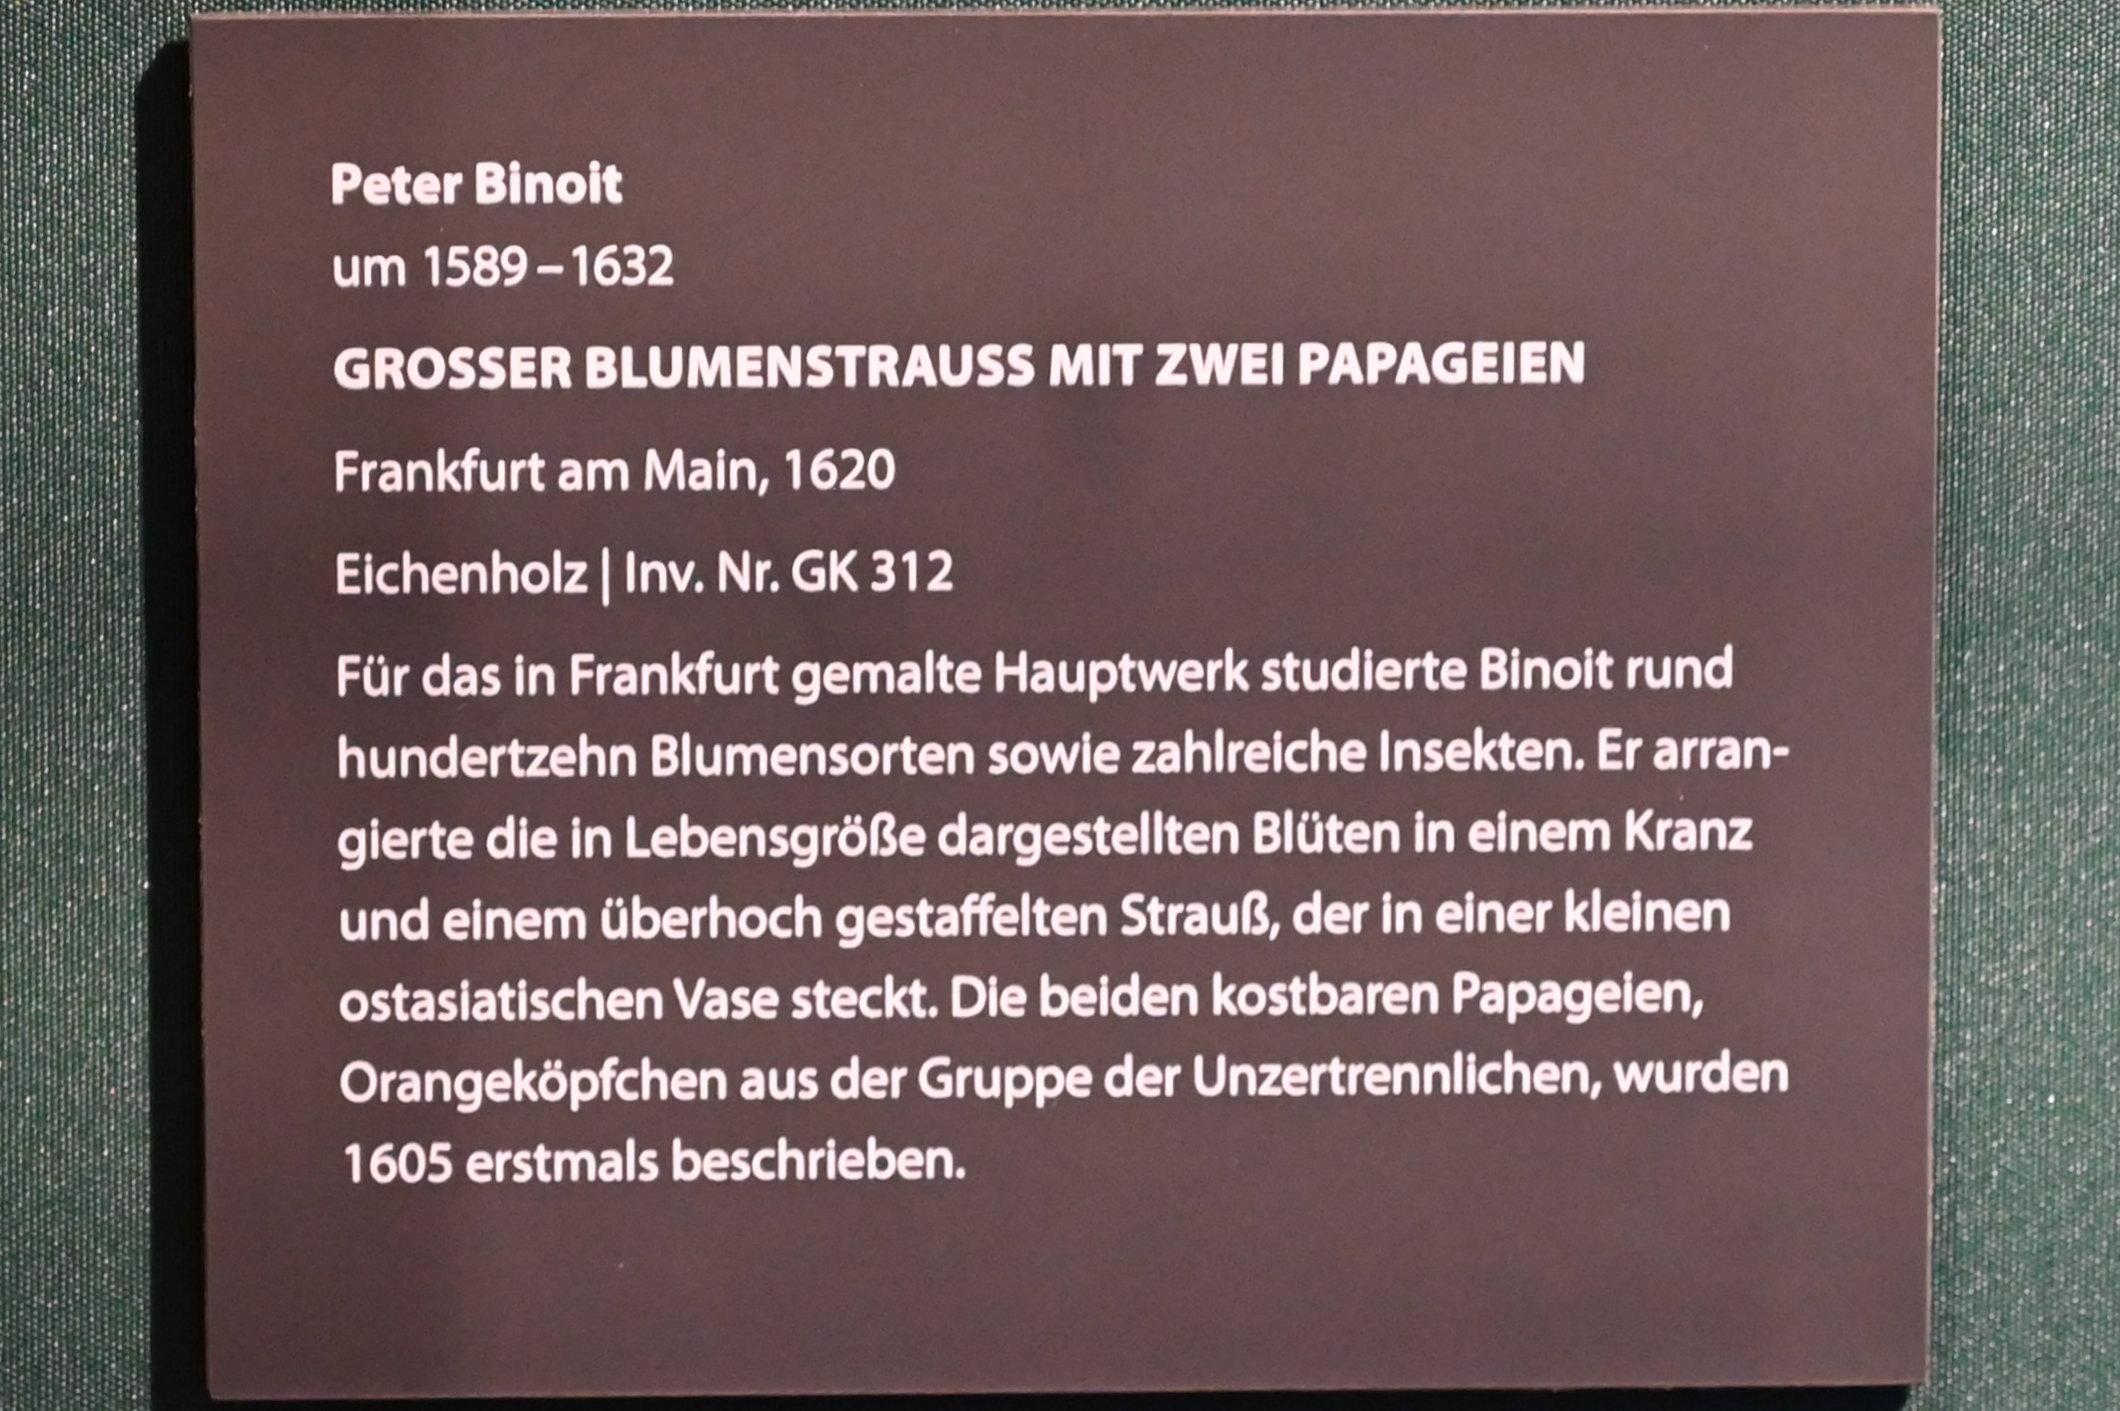 Peter Binoit
um 1589 – 1632
GROSSER BLUMENSTRAUSS MIT ZWEI PAPAGEIEN
Frankfurt am Main, 1620
Eichenholz | Inv. Nr. GK 312
Für das in Frankfurt gemalte Hauptwerk studierte Binoit rund
hundertzehn Blumensorten sowie zahlreiche Insekten. Er arran-
gierte die in Lebensgröße dargestellten Blüten in einem Kranz
und einem überhoch gestaffelten Strauß, der in einer kleinen
ostasiatischen Vase steckt. Die beiden kostbaren Papageien,
Orangeköpfchen aus der Gruppe der Unzertrennlichen, wurden
1605 erstmals beschrieben.